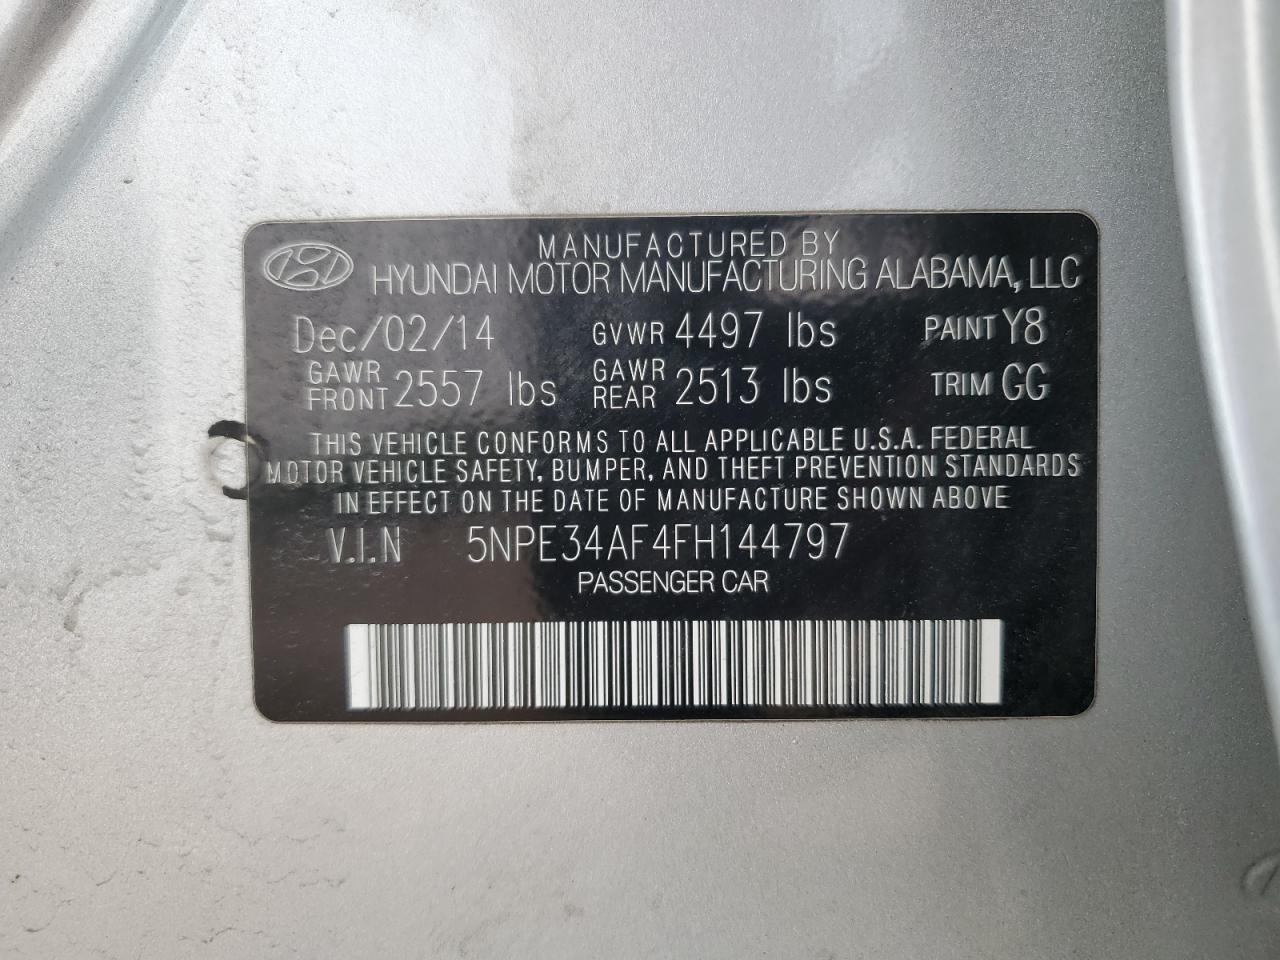 MANUFACTURED BY
HYUNDAI MOTOR MANUFACTURING ALABAMA, LLC
Dec/02/14 GVWR 4497 lbs PAINT Y8
GAWR FRONT 2557 lbs GAWR REAR 2513 lbs TRIM GG
THIS VEHICLE CONFORMS TO ALL APPLICABLE U.S.A. FEDERAL
MOTOR VEHICLE SAFETY, BUMPER, AND THEFT PREVENTION STANDARDS
IN EFFECT ON THE DATE OF MANUFACTURE SHOWN ABOVE
V.I.N 5NPE34AF4FH144797
PASSENGER CAR